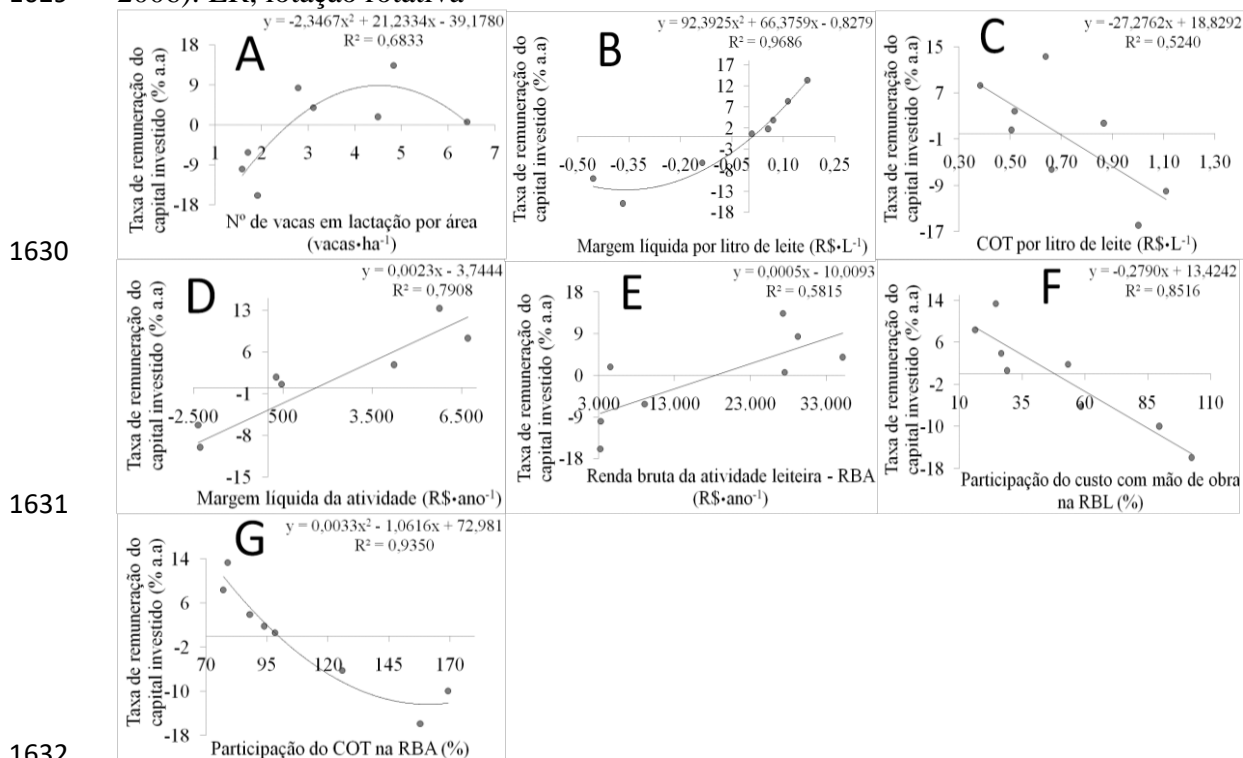 2006). LR, lotação rotativa
y = -2,3467x² + 21,2334x - 39,1780
R² = 0,6833
A
Taxa de remuneração do
capital investido (% a.a)
18
9
0
-9
-18
1 2 3 4 5 6 7
Nº de vacas em lactação por área
(vacas•ha⁻¹)
y = 92,3925x² + 66,3759x - 0,8279
R² = 0,9686
B
Taxa de remuneração do
capital investido (% a.a)
17
12
7
2
-3
-8
-13
-18
-0,55 -0,35 -0,15 0,05 0,10 0,25
Margem líquida por litro de leite (R$•L⁻¹)
y = -27,2762x + 18,8292
R² = 0,5240
C
Taxa de remuneração do
capital investido (% a.a)
15
7
-1
-9
-17
0,30 0,50 0,70 0,90 1,10 1,30
COT por litro de leite (R$•L⁻¹)
1630
y = 0,0023x - 3,7444
R² = 0,7908
D
Taxa de remuneração do
capital investido (% a.a)
13
6
-1
-8
-15
-2.500 500 3.500 6.500
Margem líquida da atividade (R$•ano⁻¹)
y = 0,0005x - 10,0093
R² = 0,5815
E
Taxa de remuneração do
capital investido (% a.a)
18
9
0
-9
-18
3.000 13.000 23.000 33.000
Renda bruta da atividade leiteira - RBA
(R$•ano⁻¹)
y = -0,2790x + 13,4242
R² = 0,8516
F
Taxa de remuneração do
capital investido (% a.a)
14
6
-2
-10
-18
10 35 60 85 110
Participação do custo com mão de obra
na RBL (%)
1631
y = 0,0033x² - 1,0616x + 72,981
R² = 0,9350
G
Taxa de remuneração do
capital investido (% a.a)
14
6
-2
-10
-18
70 95 120 145 170
Participação do COT na RBA (%)
1632